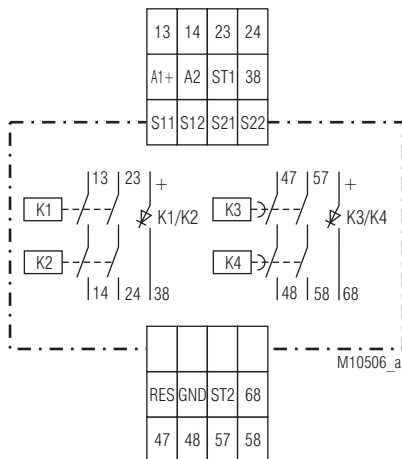 13 14 23 24
A1+ A2 ST1 38
S11 S12 S21 S22
13 23 + 47 57 +
K1 K1/K2 K3 K3/K4
K2 K4
14 24 38 48 58 68
M10506_a
RES GND ST2 68
47 48 57 58